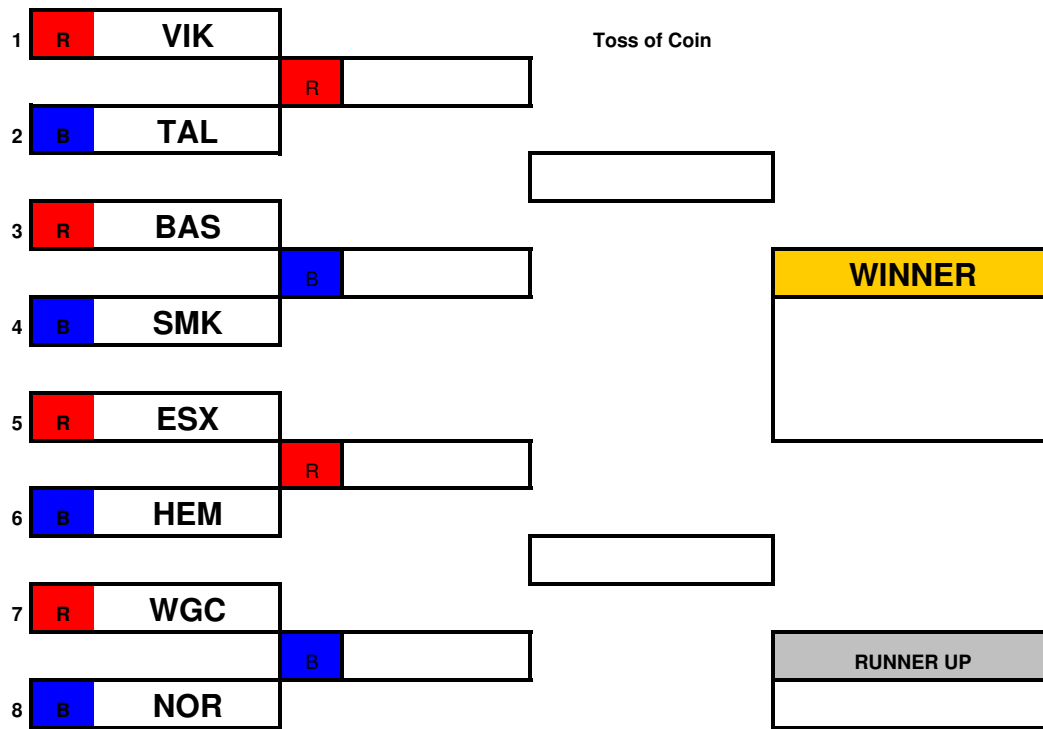 1 R VIK Toss of Coin
R
2 B TAL
3 R BAS
B WINNER
4 B SMK
5 R ESX
R
6 B HEM
7 R WGC
B RUNNER UP
8 B NOR